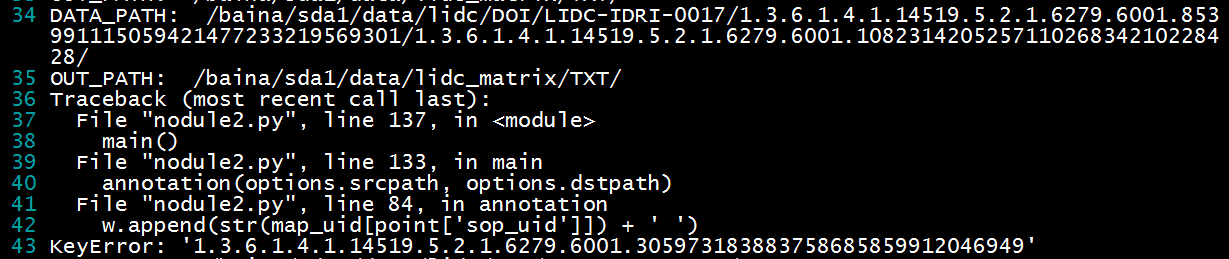 34 DATA_PATH:  /baina/sda1/data/lidc/DOI/LIDC-IDRI-0017/1.3.6.1.4.1.14519.5.2.1.6279.6001.853
991115059421477233219569301/1.3.6.1.4.1.14519.5.2.1.6279.6001.108231420525711026834210228
428/
35 OUT_PATH:  /baina/sda1/data/lidc_matrix/TXT/
36 Traceback (most recent call last):
37   File "nodule2.py", line 137, in <module>
38     main()
39   File "nodule2.py", line 133, in main
40     annotation(options.srcpath, options.dstpath)
41   File "nodule2.py", line 84, in annotation
42     w.append(str(map_uid[point['sop_uid']]) + ' ')
43 KeyError: '1.3.6.1.4.1.14519.5.2.1.6279.6001.305973183883758685859912046949'